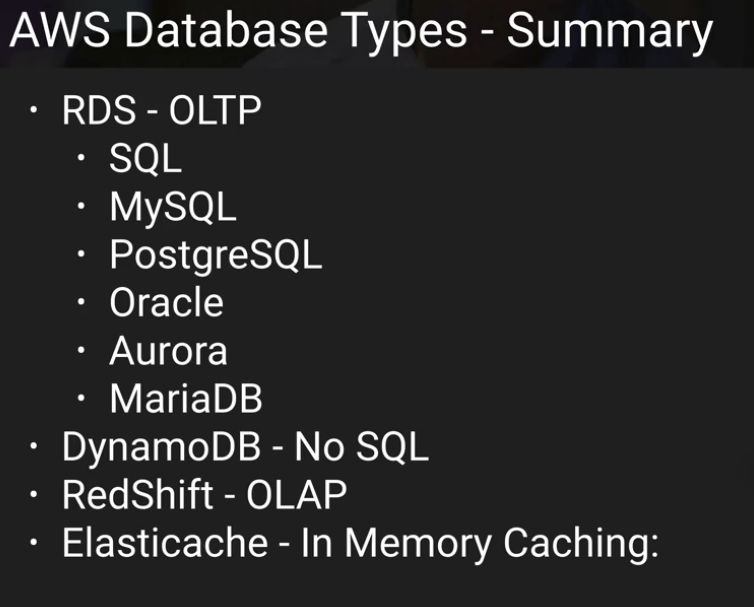 AWS Database Types - Summary
• RDS - OLTP
• SQL
• MySQL
• PostgreSQL
• Oracle
• Aurora
• MariaDB
• DynamoDB - No SQL
• RedShift - OLAP
• Elasticache - In Memory Caching: